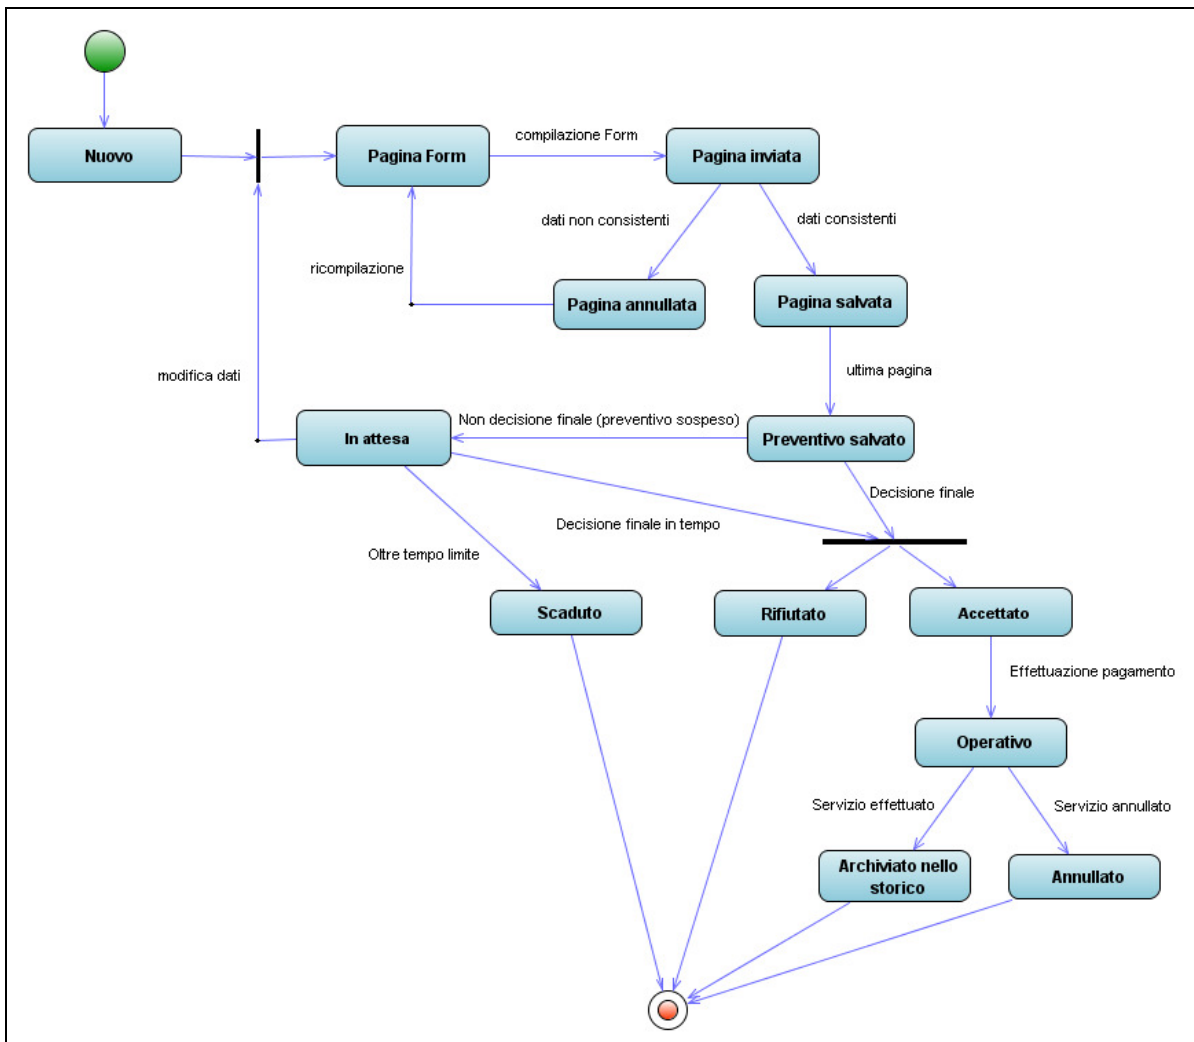 compilazione Form
Nuovo
Pagina Form
Pagina inviata
dati non consistenti
dati consistenti
ricompilazione
Pagina annullata
Pagina salvata
modifica dati
ultima pagina
Non decisione finale (preventivo sospeso)
In attesa
Preventivo salvato
Decisione finale
Decisione finale in tempo
Oltre tempo limite
Scaduto
Rifiutato
Accettato
Effettuazione pagamento
Operativo
Servizio effettuato
Servizio annullato
Archiviato nello
storico
Annullato